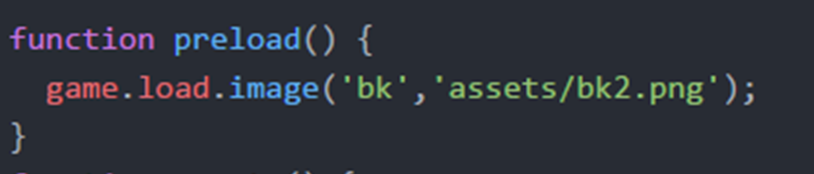 function preload() {
  game.load.image('bk','assets/bk2.png');
}